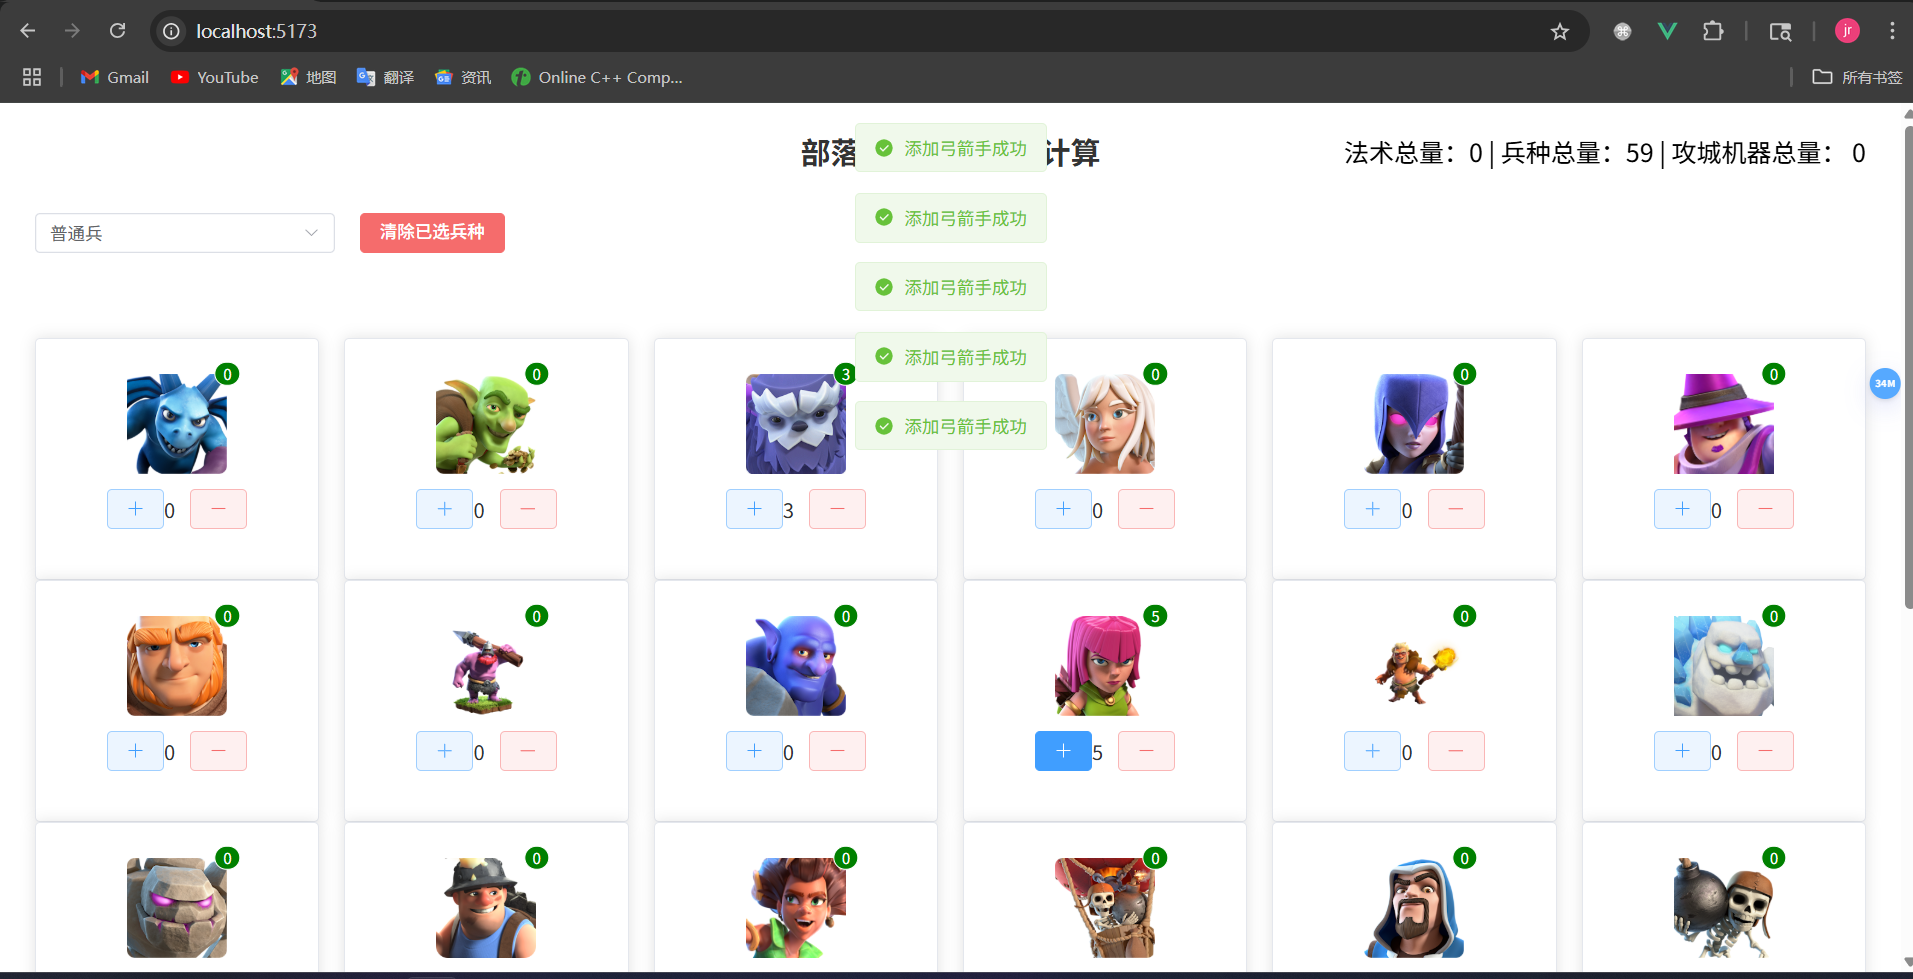 localhost:5173
jr
Gmail
YouTube
地图
翻译
资讯
Online C++ Comp...
所有书签
部落
计算
法术总量：0 | 兵种总量：59 | 攻城机器总量： 0
添加弓箭手成功
添加弓箭手成功
添加弓箭手成功
添加弓箭手成功
添加弓箭手成功
普通兵
清除已选兵种
34M
0 0 3 0 0 0
+ 0 − + 0 − + 3 − + 0 − + 0 − + 0 −
0 0 0 5 0 0
+ 0 − + 0 − + 0 − + 5 − + 0 − + 0 −
0 0 0 0 0 0